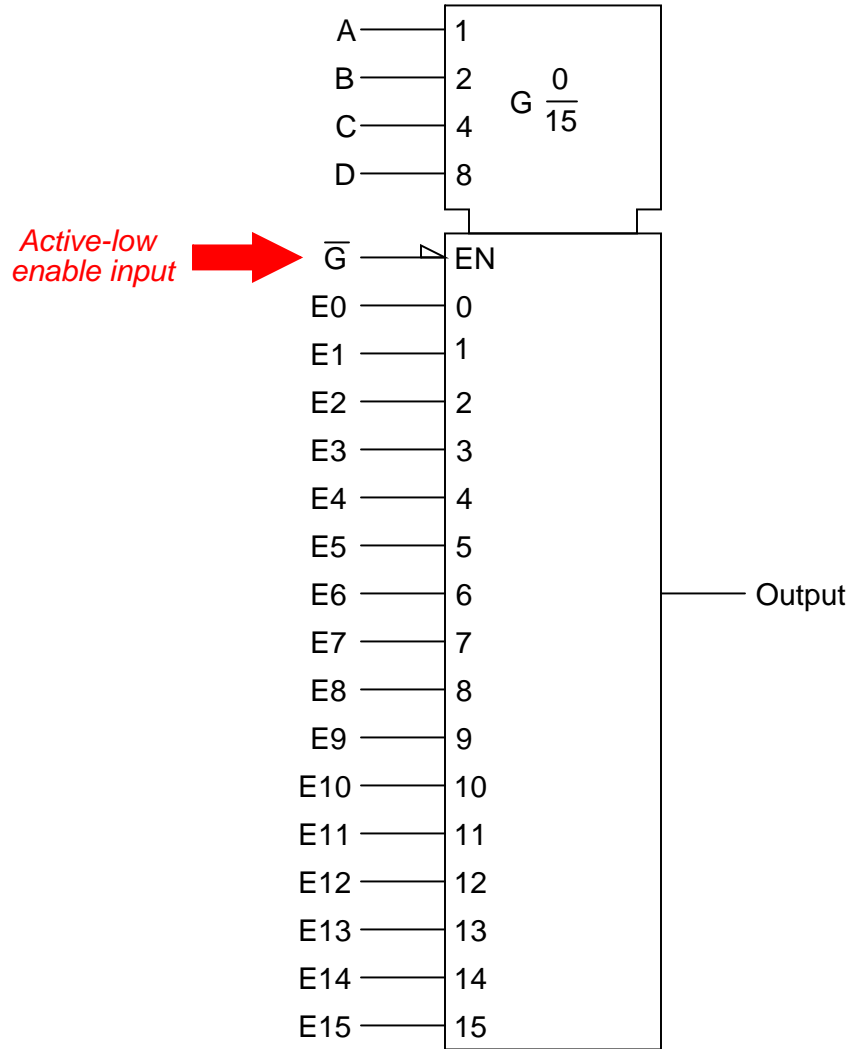 A 1
B 2
C 4
D 8
G 0
15
Active-low
enable input
G̅ EN
E0 0
E1 1
E2 2
E3 3
E4 4
E5 5
E6 6
E7 7
E8 8
E9 9
E10 10
E11 11
E12 12
E13 13
E14 14
E15 15
Output